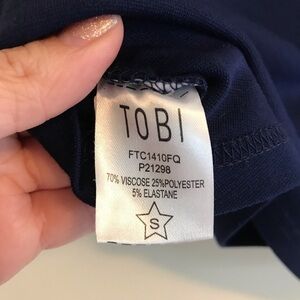 TOBI
FTC1410FQ
P21298
70% VISCOSE 25%POLYESTER
5% ELASTANE
S